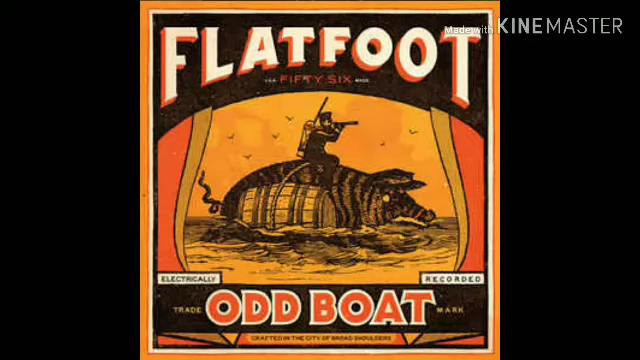 Made with KINEMASTER
FLATFOOT
U.S.A. FIFTY SIX MADE
ELECTRICALLY RECORDED
TRADE ODD BOAT MARK
CRAFTED IN THE CITY OF BROAD SHOULDERS